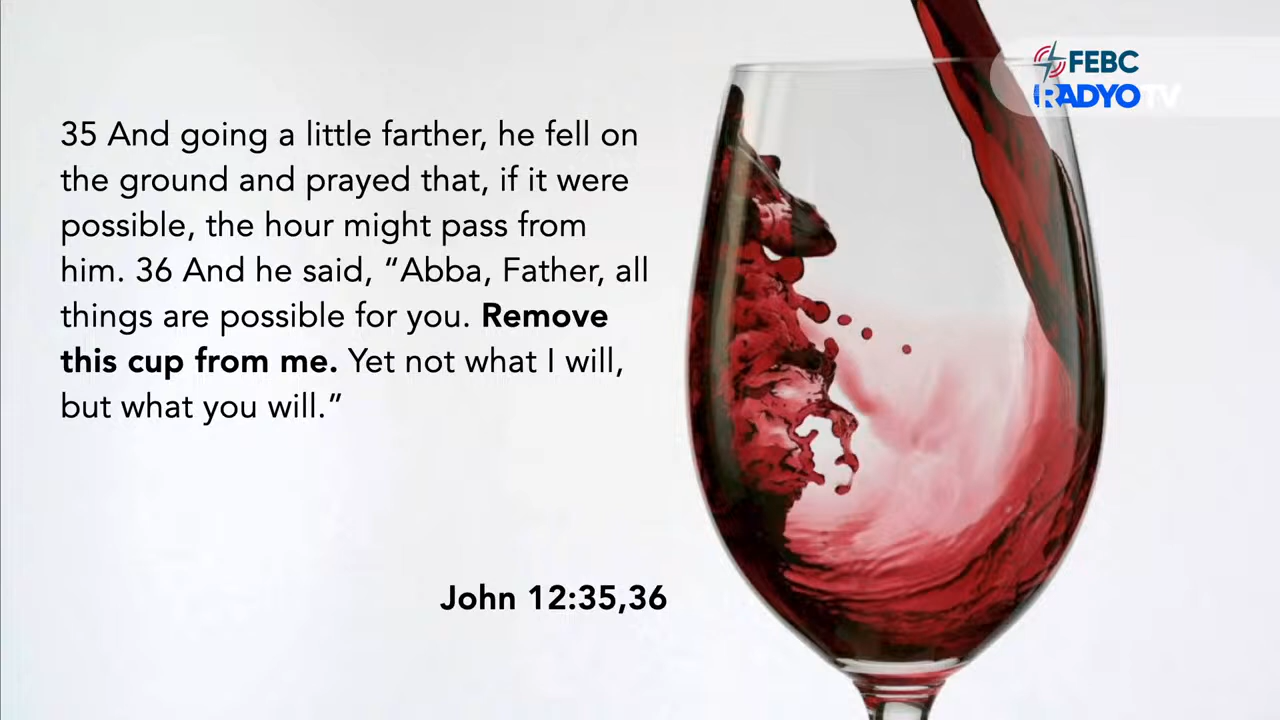 FEBC
RADYO TV
35 And going a little farther, he fell on
the ground and prayed that, if it were
possible, the hour might pass from
him. 36 And he said, “Abba, Father, all
things are possible for you. Remove
this cup from me. Yet not what I will,
but what you will.”
John 12:35,36